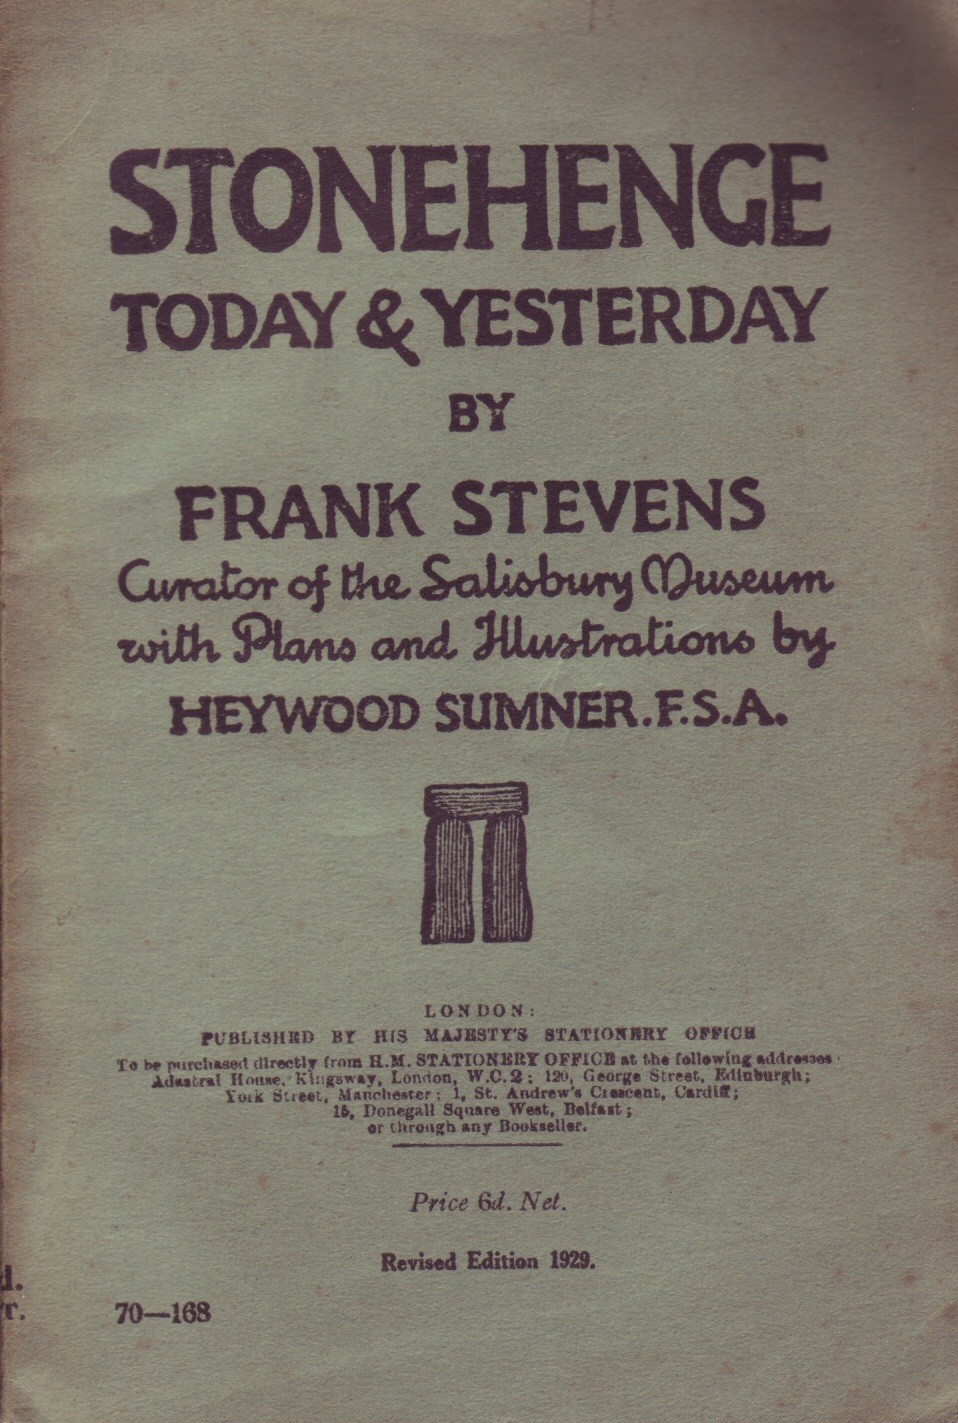 STONEHENGE
TODAY & YESTERDAY
BY
FRANK STEVENS
Curator of the Salisbury Museum
with Plans and Illustrations by
HEYWOOD SUMNER.F.S.A.
LONDON:
PUBLISHED BY HIS MAJESTY'S STATIONERY OFFICE
To be purchased directly from H.M. STATIONERY OFFICE at the following addresses
Adastral House, Kingsway, London, W.C.2; 120, George Street, Edinburgh;
York Street, Manchester; 1, St. Andrew's Crescent, Cardiff;
15, Donegall Square West, Belfast;
or through any Bookseller.
Price 6d. Net.
Revised Edition 1929.
70—168